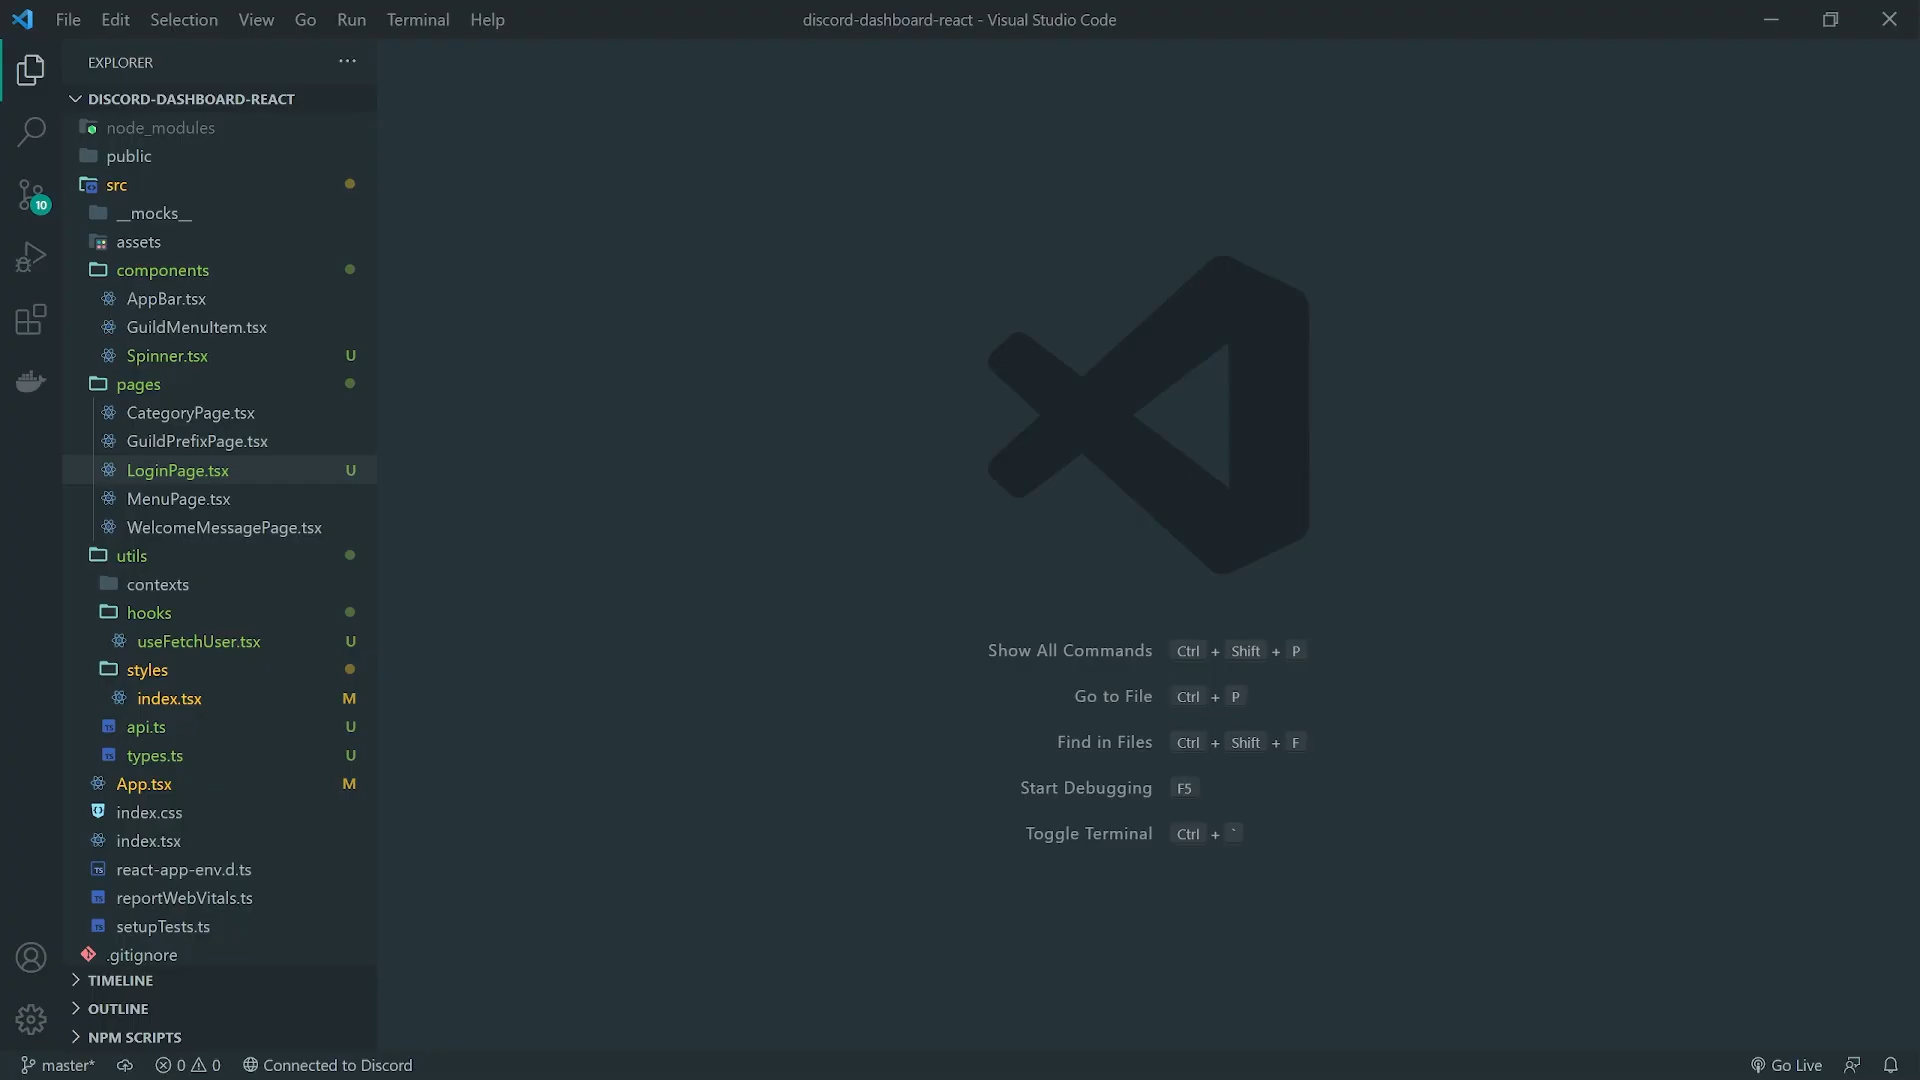 File Edit Selection View Go Run Terminal Help
discord-dashboard-react - Visual Studio Code
EXPLORER
DISCORD-DASHBOARD-REACT
node_modules
public
src
10
__mocks__
assets
components
AppBar.tsx
GuildMenuItem.tsx
Spinner.tsx U
pages
CategoryPage.tsx
GuildPrefixPage.tsx
LoginPage.tsx U
MenuPage.tsx
WelcomeMessagePage.tsx
utils
contexts
hooks
useFetchUser.tsx U
styles
index.tsx M
TS api.ts U
TS types.ts U
App.tsx M
index.css
index.tsx
TS react-app-env.d.ts
TS reportWebVitals.ts
TS setupTests.ts
.gitignore
TIMELINE
OUTLINE
NPM SCRIPTS
Show All Commands Ctrl + Shift + P
Go to File Ctrl + P
Find in Files Ctrl + Shift + F
Start Debugging F5
Toggle Terminal Ctrl + `
master* 0 0 Connected to Discord
Go Live